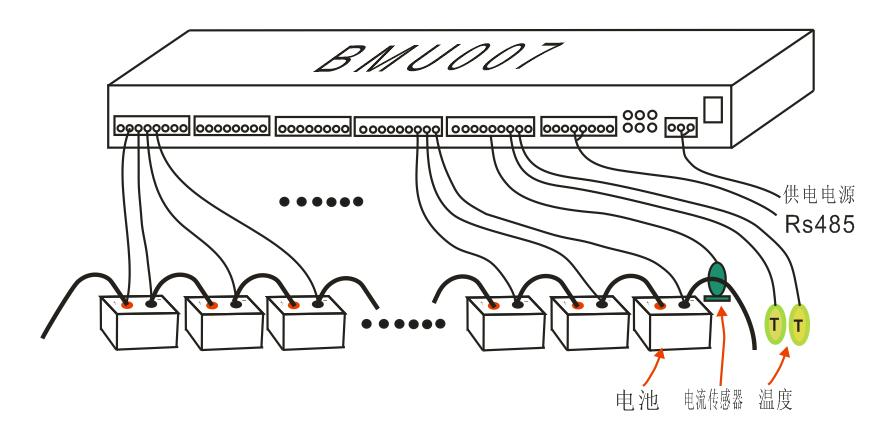 BMU007
供电电源
Rs485
T T
电池 电流传感器 温度